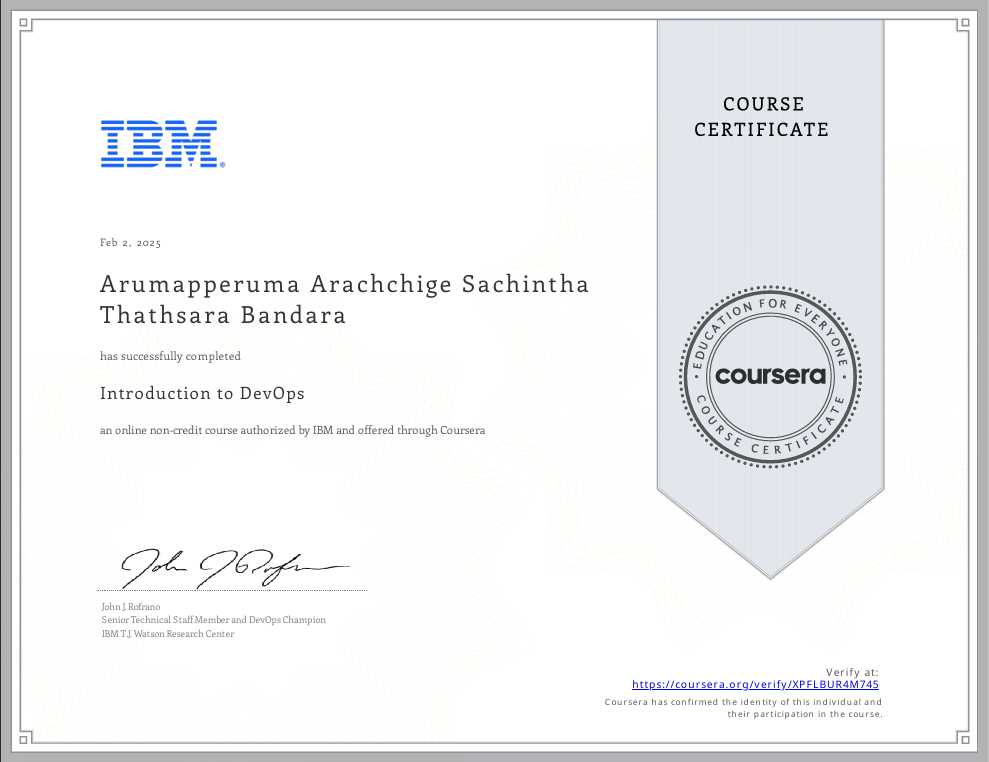 COURSE
CERTIFICATE
IBM®
Feb 2, 2025
Arumapperuma Arachchige Sachintha
Thathsara Bandara
has successfully completed
Introduction to DevOps
an online non-credit course authorized by IBM and offered through Coursera
EDUCATION FOR EVERYONE
coursera
COURSE CERTIFICATE
John J Rofrano
John J. Rofrano
Senior Technical Staff Member and DevOps Champion
IBM T.J. Watson Research Center
Verify at:
https://coursera.org/verify/XPFLBUR4M745
Coursera has confirmed the identity of this individual and
their participation in the course.